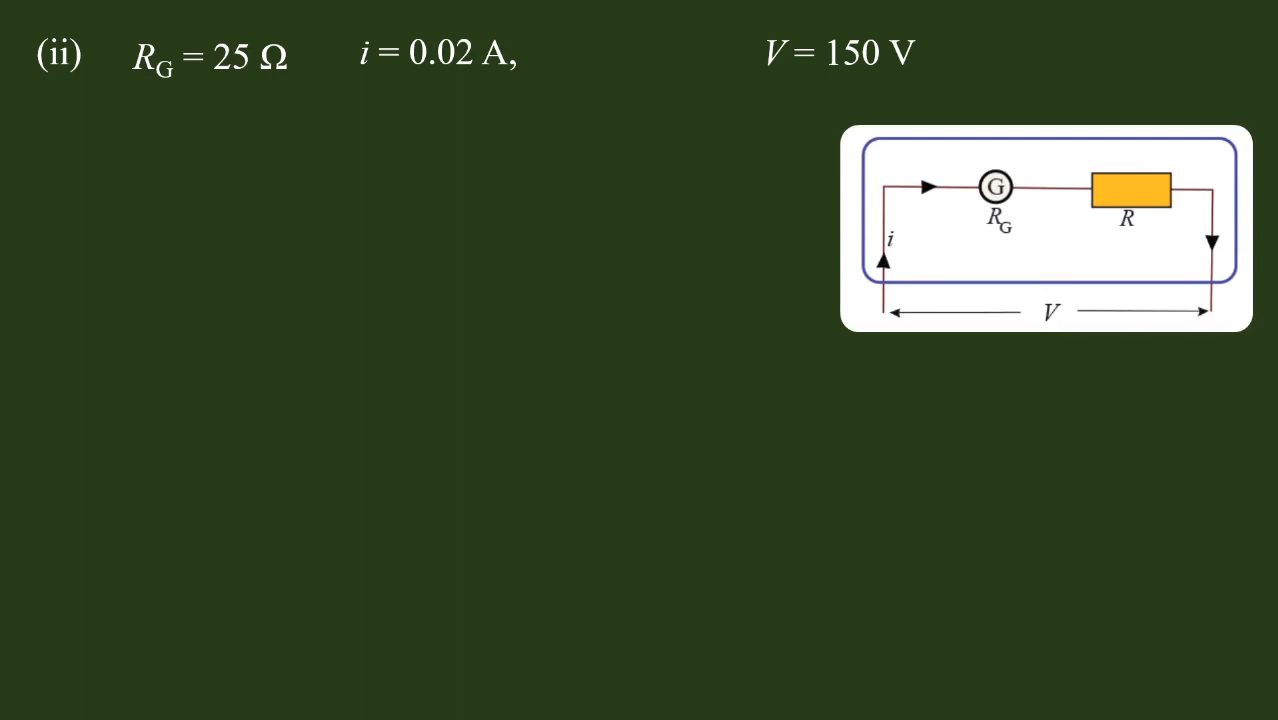 (ii) R_G = 25 Ω i = 0.02 A, V = 150 V
G
R_G
R
i
V